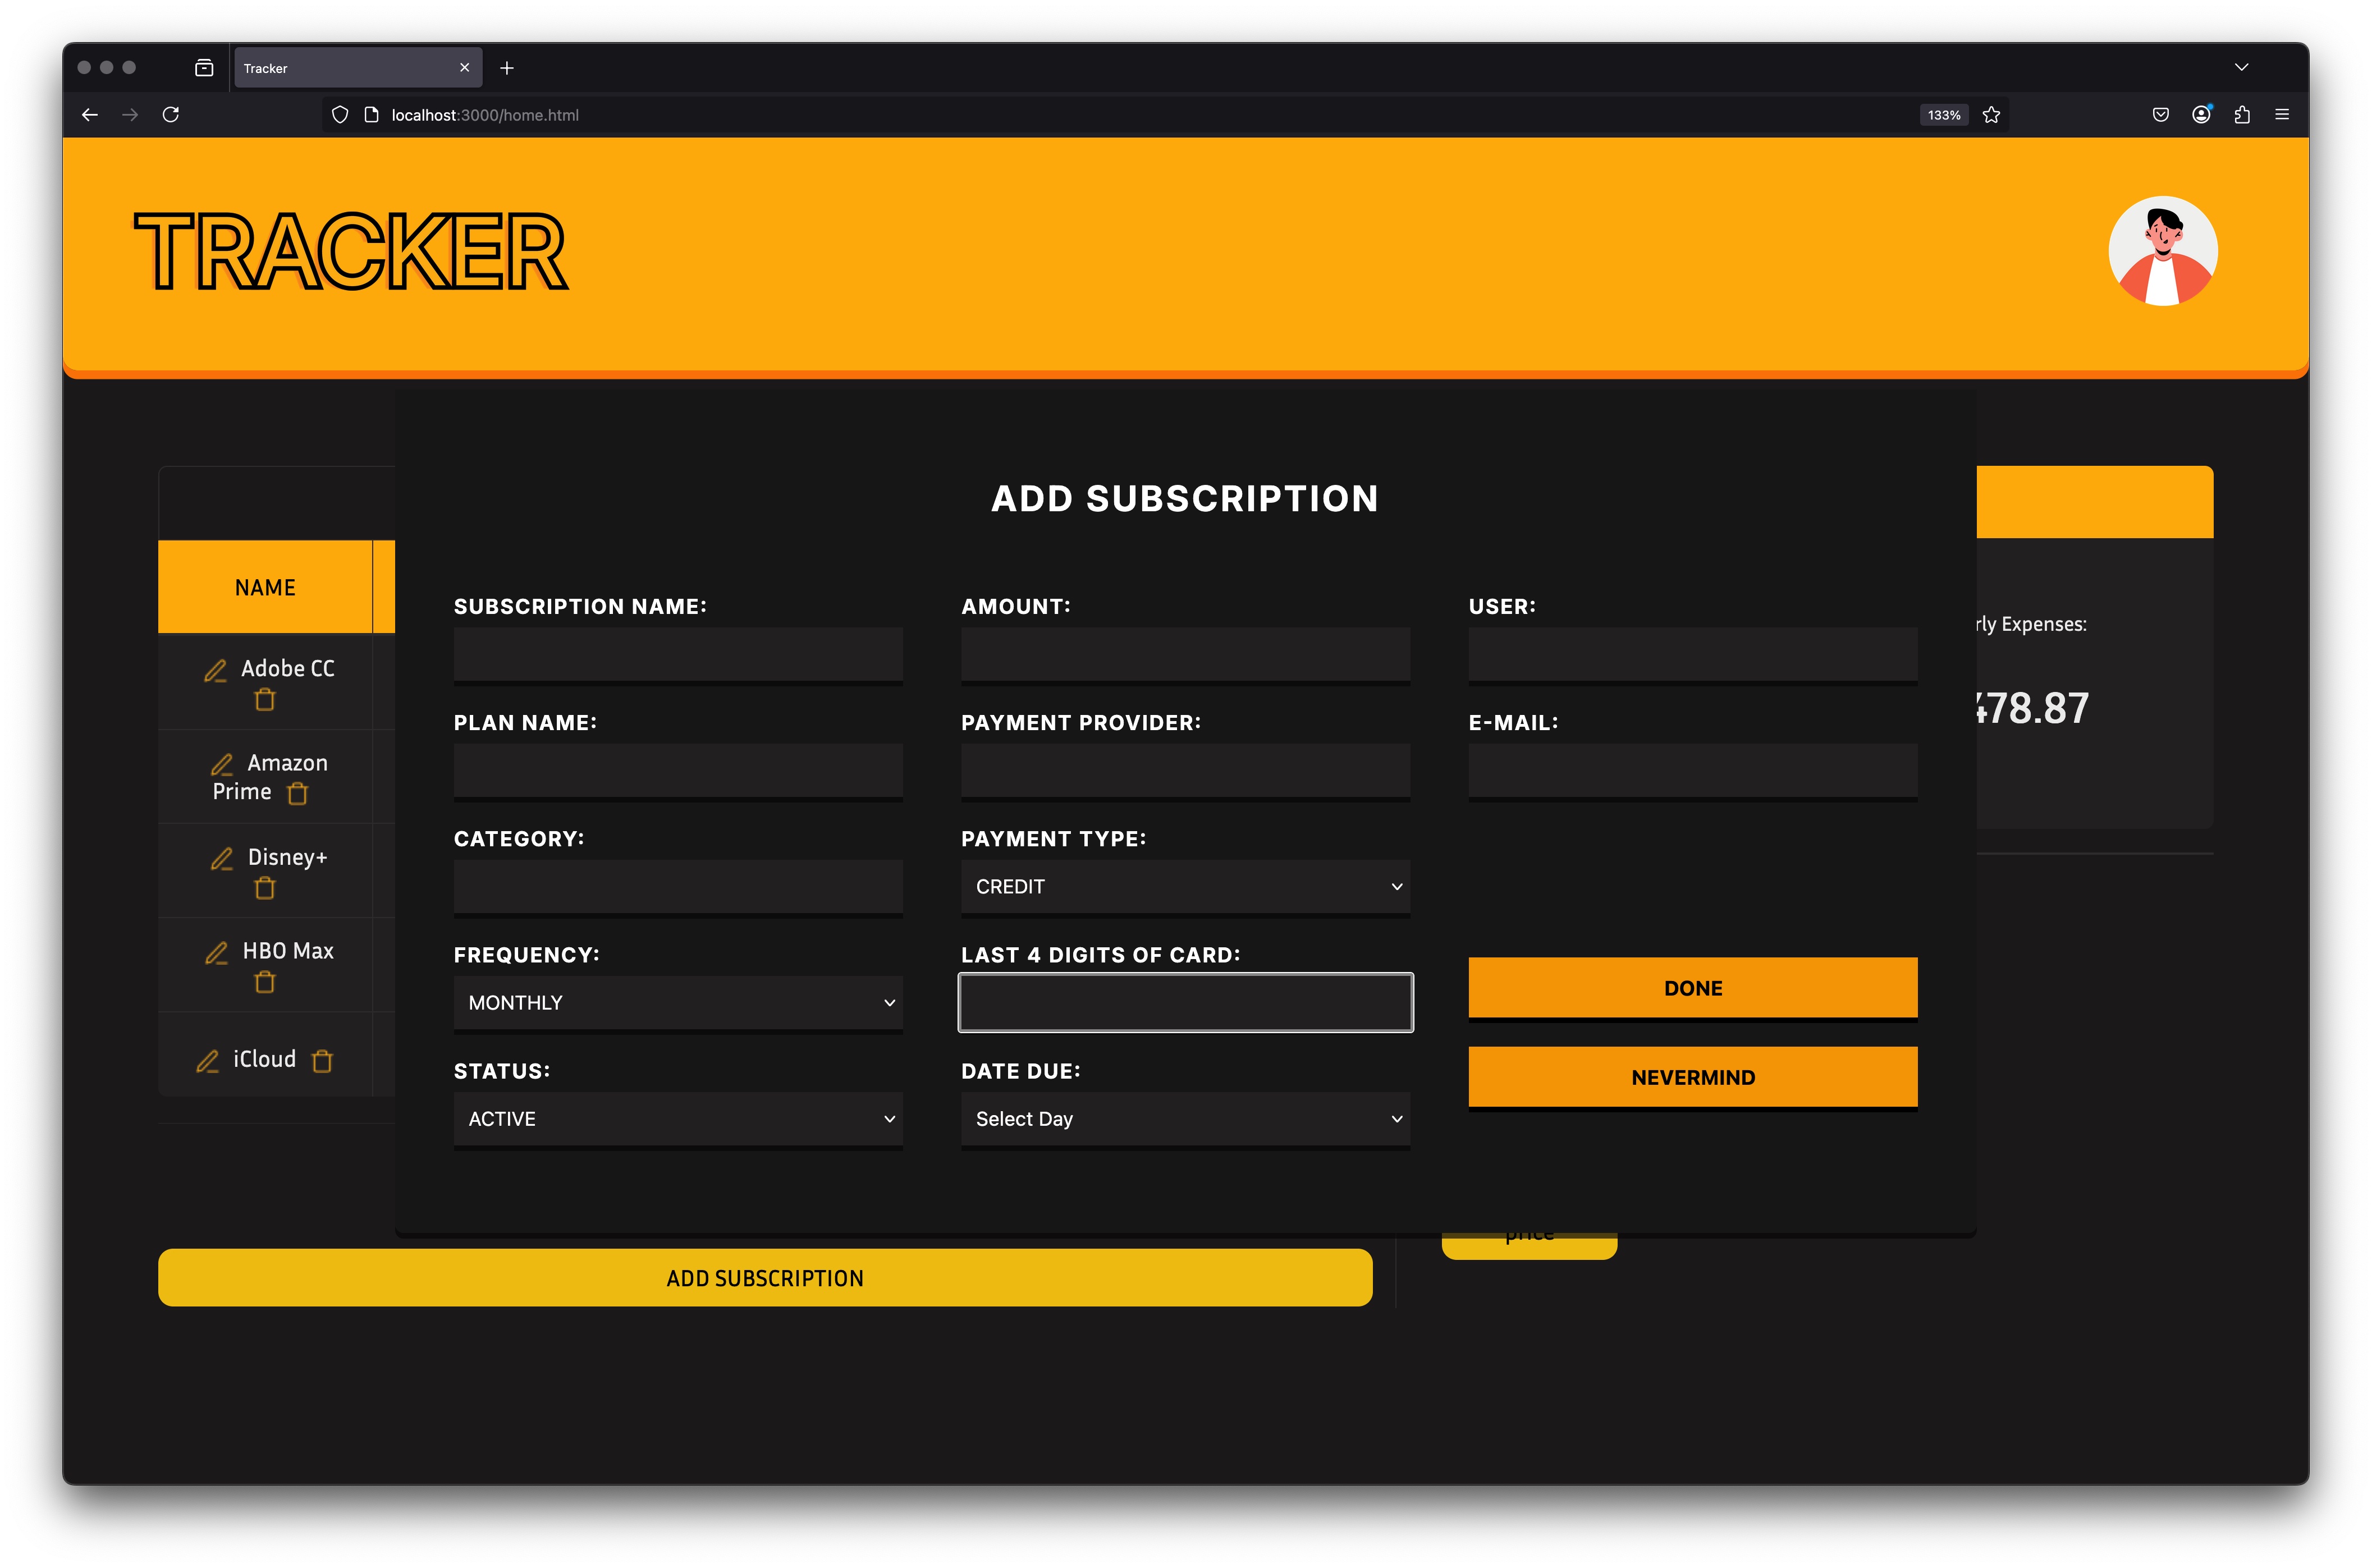 Tracker
localhost:3000/home.html
133%
TRACKER
ADD SUBSCRIPTION
NAME
Adobe CC
Amazon
Prime
Disney+
HBO Max
iCloud
SUBSCRIPTION NAME:
PLAN NAME:
CATEGORY:
FREQUENCY:
MONTHLY
STATUS:
ACTIVE
AMOUNT:
PAYMENT PROVIDER:
PAYMENT TYPE:
CREDIT
LAST 4 DIGITS OF CARD:
DATE DUE:
Select Day
USER:
E-MAIL:
DONE
NEVERMIND
rly Expenses:
478.87
price
ADD SUBSCRIPTION